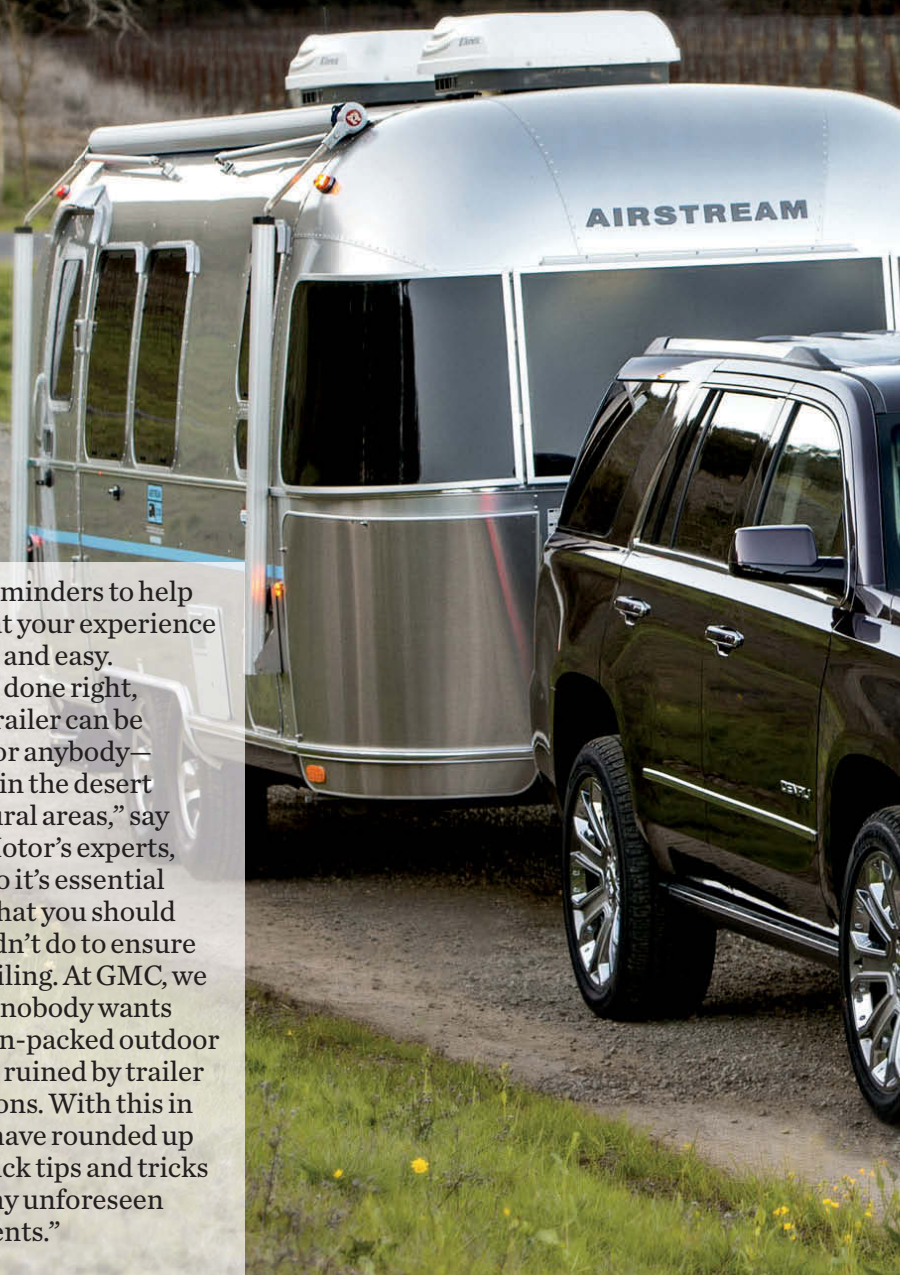 AIRSTREAM
DENALI
minders to help
t your experience
and easy.
done right,
railer can be
or anybody—
in the desert
ural areas,” say
Motor’s experts,
o it’s essential
hat you should
dn’t do to ensure
iling. At GMC, we
nobody wants
n-packed outdoor
ruined by trailer
ons. With this in
have rounded up
ck tips and tricks
ny unforeseen
ents.”